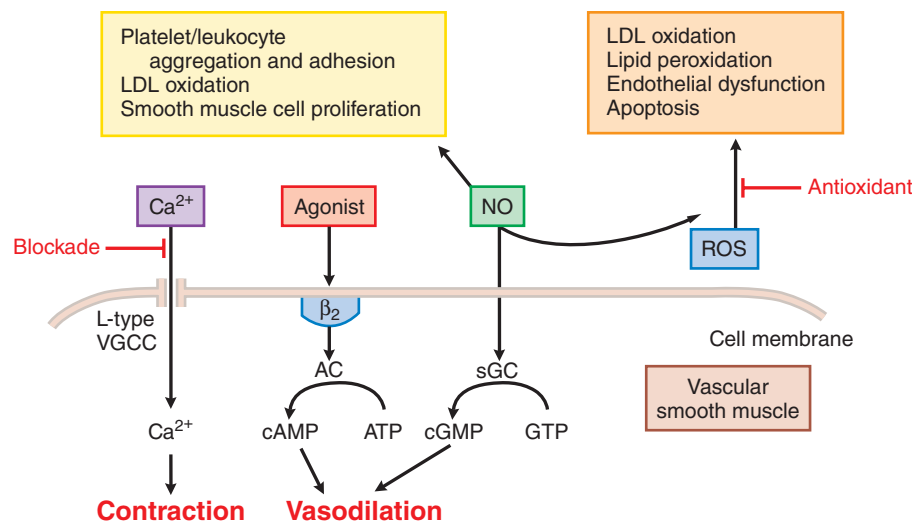 Platelet/leukocyte
aggregation and adhesion
LDL oxidation
Smooth muscle cell proliferation
LDL oxidation
Lipid peroxidation
Endothelial dysfunction
Apoptosis
Antioxidant
Ca²⁺
Agonist
NO
ROS
Blockade
β₂
L-type
VGCC
Cell membrane
AC
sGC
Vascular
smooth muscle
Ca²⁺
cAMP
ATP
cGMP
GTP
Contraction
Vasodilation